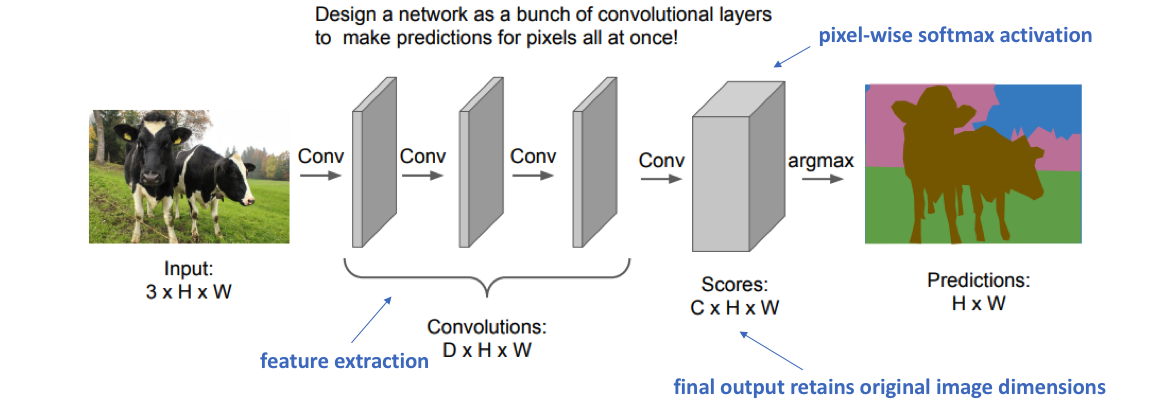 Design a network as a bunch of convolutional layers
to make predictions for pixels all at once!
pixel-wise softmax activation
Conv
Conv
Conv
Conv
argmax
Input:
3 x H x W
Convolutions:
D x H x W
Scores:
C x H x W
Predictions:
H x W
feature extraction
final output retains original image dimensions